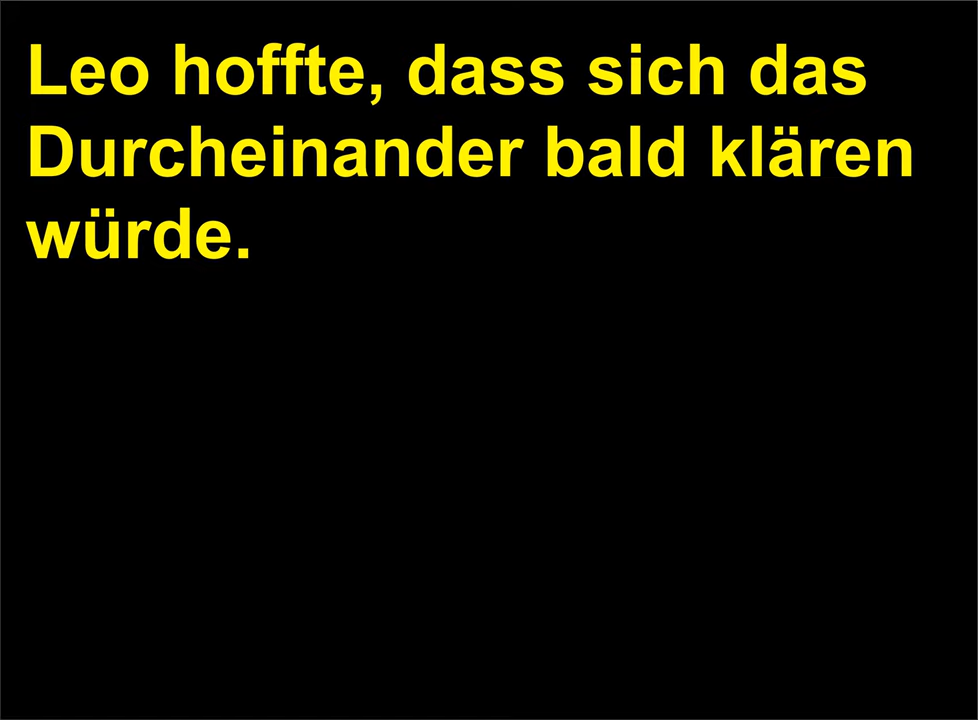 Leo hoffte, dass sich das
Durcheinander bald klären
würde.